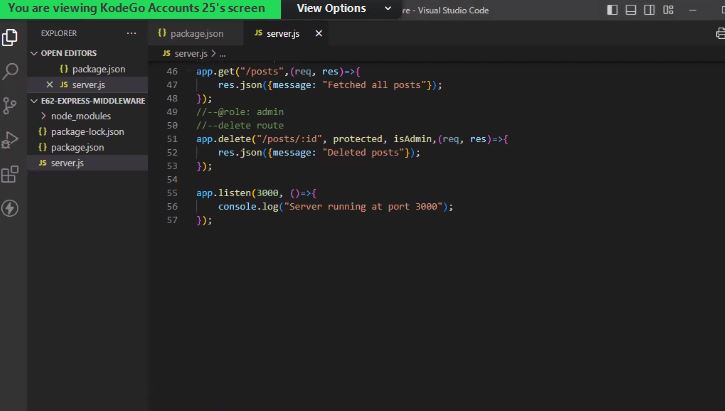 You are viewing KodeGo Accounts 25's screen
View Options
re - Visual Studio Code
EXPLORER
...
{} package.json
JS server.js ×
OPEN EDITORS
{} package.json
× JS server.js
E62-EXPRESS-MIDDLEWARE
> node_modules
{} package-lock.json
{} package.json
JS server.js
JS server.js > ...
46 app.get("/posts",(req, res)=>{
47 res.json({message: "Fetched all posts"});
48 });
49 //--@role: admin
50 //--delete route
51 app.delete("/posts/:id", protected, isAdmin,(req, res)=>{
52 res.json({message: "Deleted posts"});
53 });
54
55 app.listen(3000, ()=>{
56 console.log("Server running at port 3000");
57 });